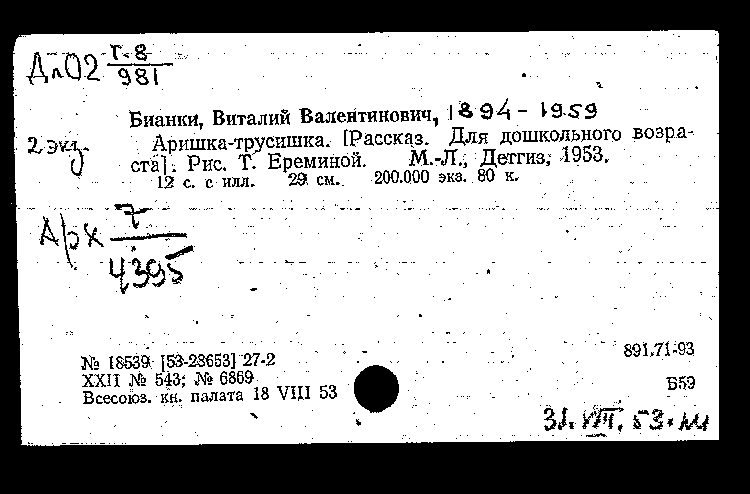 Дл02 Т.8
981
Бианки, Виталий Валентинович, 1894-1959
2 экз.
Аришка-трусишка. [Рассказ. Для дошкольного возра-
ста]. Рис. Т. Ереминой. М.-Л., Детгиз, 1953.
12 с. с илл. 29 см. 200.000 экз. 80 к.
Арх 7
4395
№ 18539 [53-23653] 27-2
891.71-93
XXII № 543; № 6869
Б59
Всесоюз. кн. палата 18 VIII 53
31. VIII. 53.